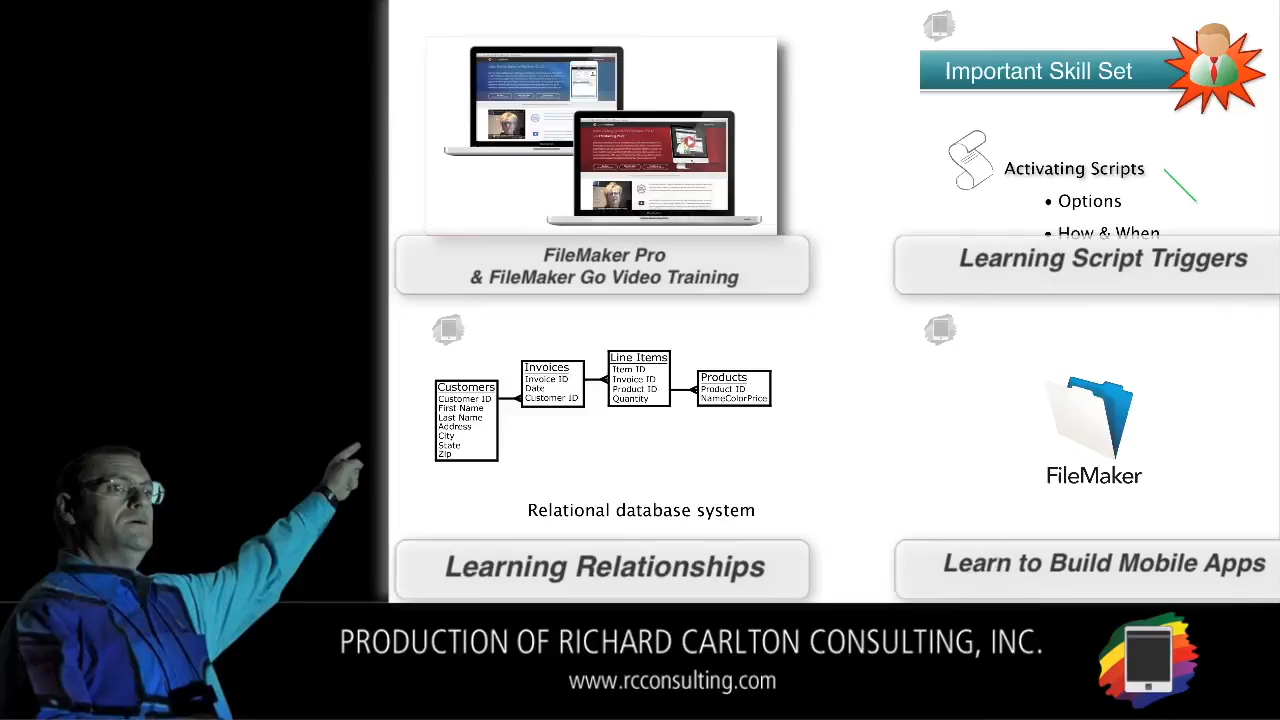 Important Skill Set
Activating Scripts
• Options
• How & When
FileMaker Pro
& FileMaker Go Video Training
Learning Script Triggers
Customers
Customer ID
First Name
Last Name
Address
City
State
Zip
Invoices
Invoice ID
Date
Customer ID
Line Items
Item ID
Invoice ID
Product ID
Quantity
Products
Product ID
NameColorPrice
Relational database system
FileMaker
Learning Relationships
Learn to Build Mobile Apps
PRODUCTION OF RICHARD CARLTON CONSULTING, INC.
www.rcconsulting.com